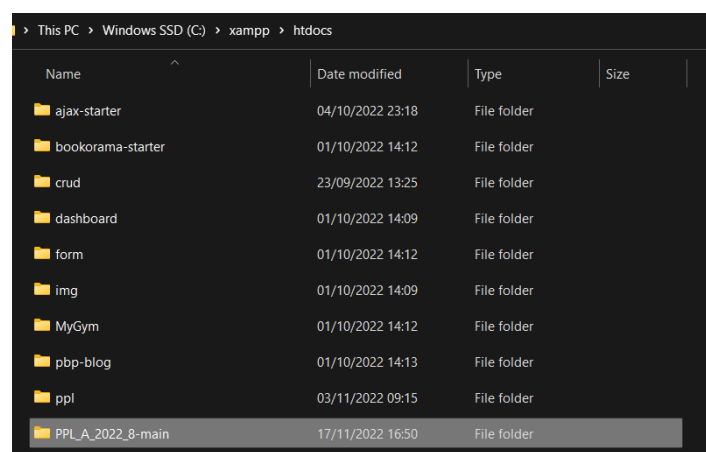 This PC > Windows SSD (C:) > xampp > htdocs
Name Date modified Type Size
ajax-starter 04/10/2022 23:18 File folder
bookorama-starter 01/10/2022 14:12 File folder
crud 23/09/2022 13:25 File folder
dashboard 01/10/2022 14:09 File folder
form 01/10/2022 14:12 File folder
img 01/10/2022 14:09 File folder
MyGym 01/10/2022 14:12 File folder
pbp-blog 01/10/2022 14:13 File folder
ppl 03/11/2022 09:15 File folder
PPL_A_2022_8-main 17/11/2022 16:50 File folder